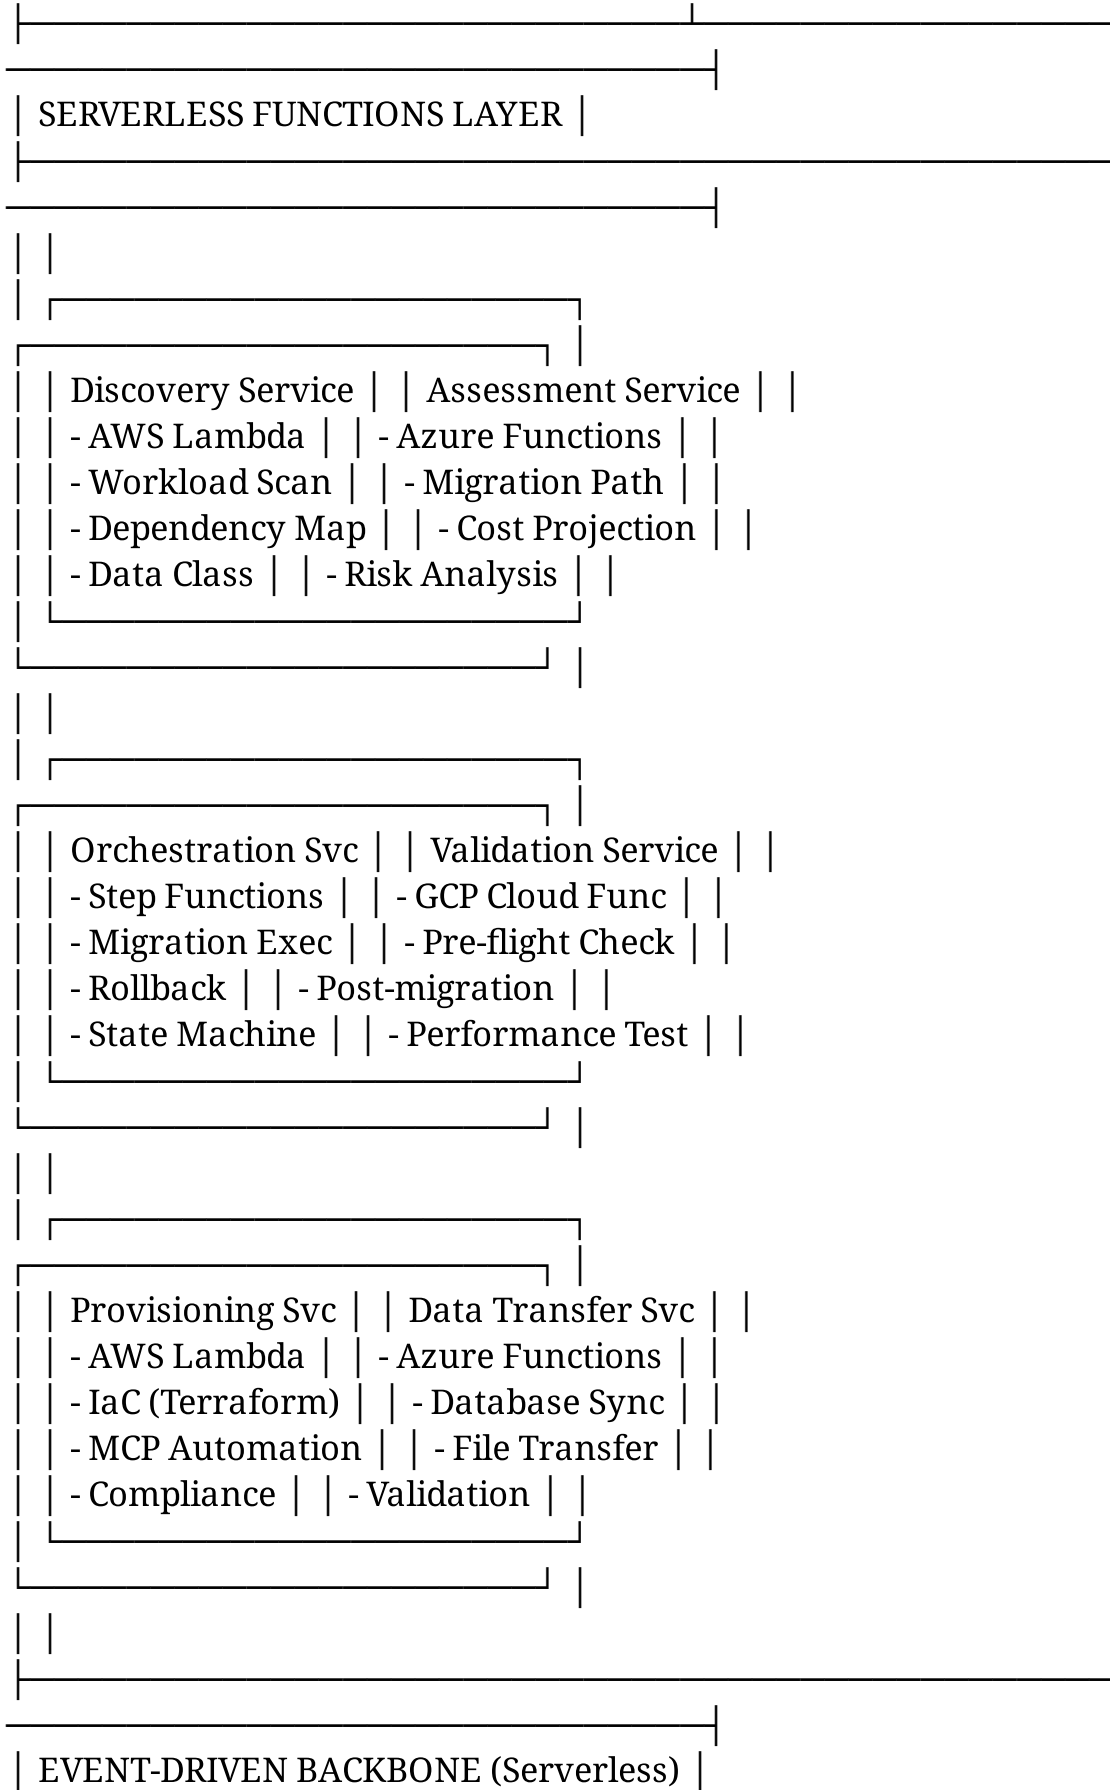 ├────────────────────────────┴──────────────────
─────────────────────────────┤
│ SERVERLESS FUNCTIONS LAYER │
├───────────────────────────────────────────────
─────────────────────────────┤
│ │
│ ┌──────────────────────┐
┌──────────────────────┐ │
│ │ Discovery Service │ │ Assessment Service │ │
│ │ - AWS Lambda │ │ - Azure Functions │ │
│ │ - Workload Scan │ │ - Migration Path │ │
│ │ - Dependency Map │ │ - Cost Projection │ │
│ │ - Data Class │ │ - Risk Analysis │ │
│ └──────────────────────┘
└──────────────────────┘ │
│ │
│ ┌──────────────────────┐
┌──────────────────────┐ │
│ │ Orchestration Svc │ │ Validation Service │ │
│ │ - Step Functions │ │ - GCP Cloud Func │ │
│ │ - Migration Exec │ │ - Pre-flight Check │ │
│ │ - Rollback │ │ - Post-migration │ │
│ │ - State Machine │ │ - Performance Test │ │
│ └──────────────────────┘
└──────────────────────┘ │
│ │
│ ┌──────────────────────┐
┌──────────────────────┐ │
│ │ Provisioning Svc │ │ Data Transfer Svc │ │
│ │ - AWS Lambda │ │ - Azure Functions │ │
│ │ - IaC (Terraform) │ │ - Database Sync │ │
│ │ - MCP Automation │ │ - File Transfer │ │
│ │ - Compliance │ │ - Validation │ │
│ └──────────────────────┘
└──────────────────────┘ │
│ │
├───────────────────────────────────────────────
─────────────────────────────┤
│ EVENT-DRIVEN BACKBONE (Serverless) │